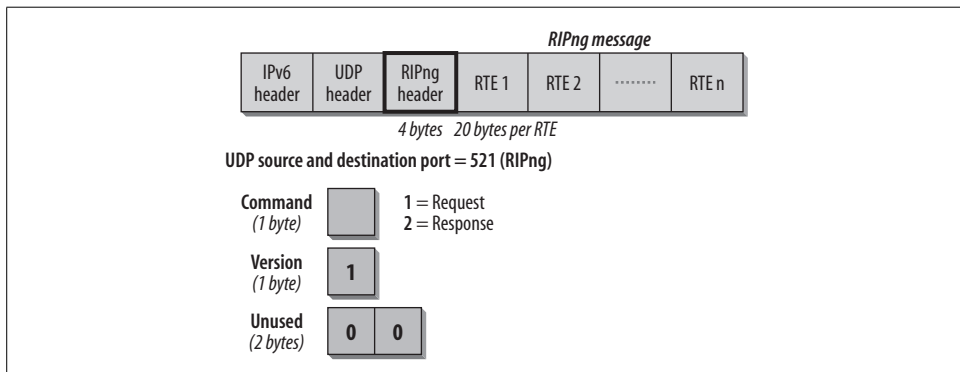 RIPng message
IPv6 header
UDP header
RIPng header
RTE 1
RTE 2
........
RTE n
4 bytes 20 bytes per RTE
UDP source and destination port = 521 (RIPng)
Command
(1 byte)
1 = Request
2 = Response
Version
(1 byte)
1
Unused
(2 bytes)
0 0